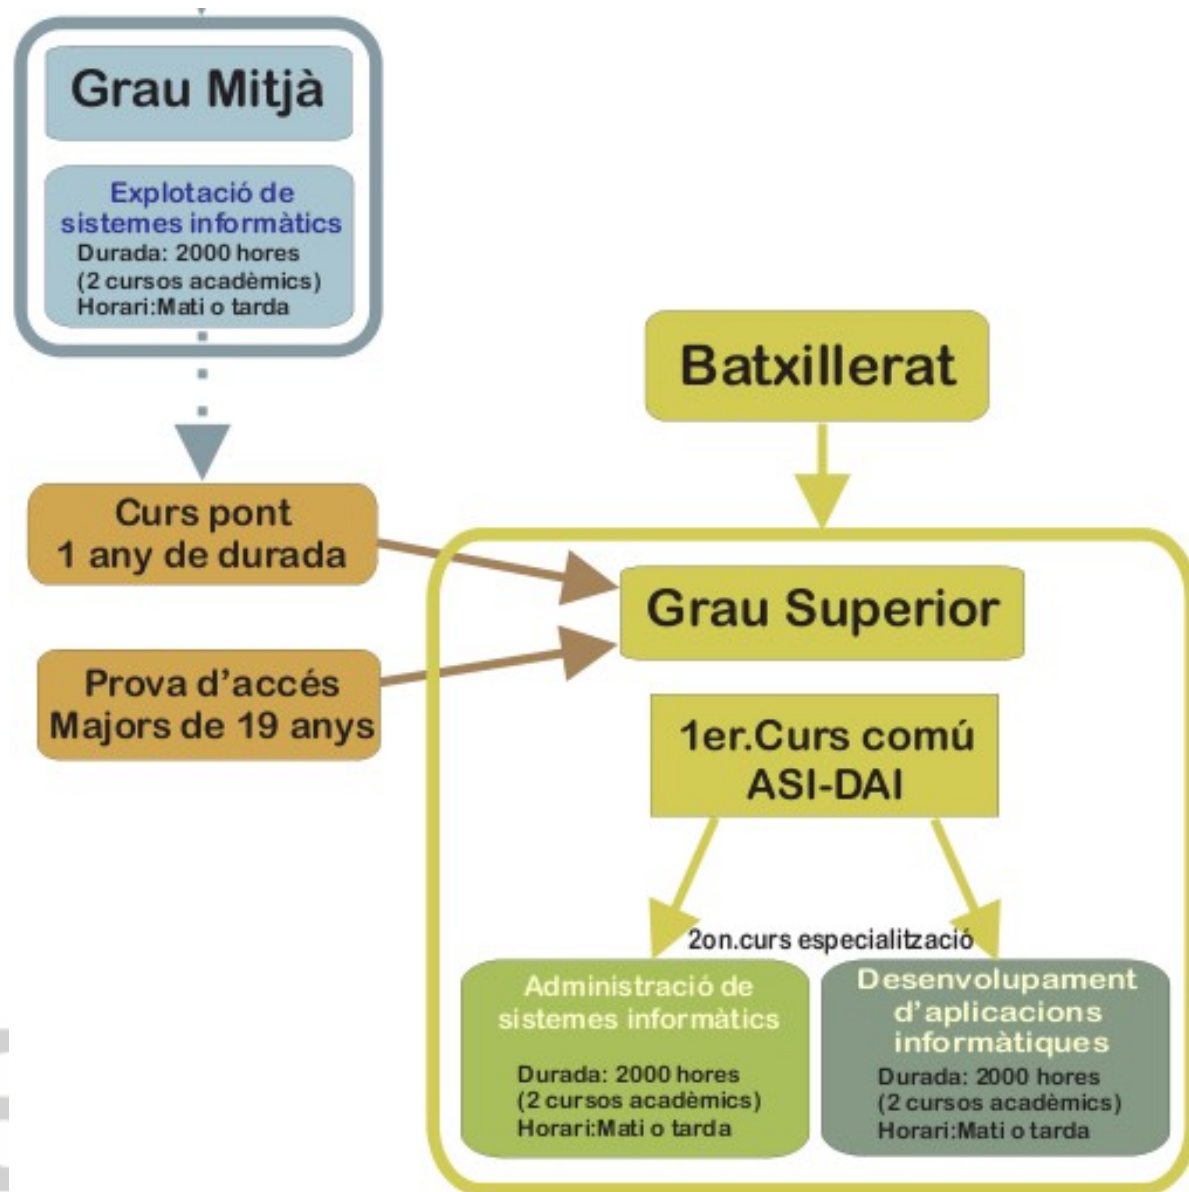 Grau Mitjà
Explotació de
sistemes informàtics
Durada: 2000 hores
(2 cursos acadèmics)
Horari:Mati o tarda
Batxillerat
Curs pont
1 any de durada
Prova d'accés
Majors de 19 anys
Grau Superior
1er.Curs comú
ASI-DAI
2on.curs especialització
Administració de
sistemes informàtics
Durada: 2000 hores
(2 cursos acadèmics)
Horari:Mati o tarda
Desenvolupament
d'aplicacions
informàtiques
Durada: 2000 hores
(2 cursos acadèmics)
Horari:Mati o tarda